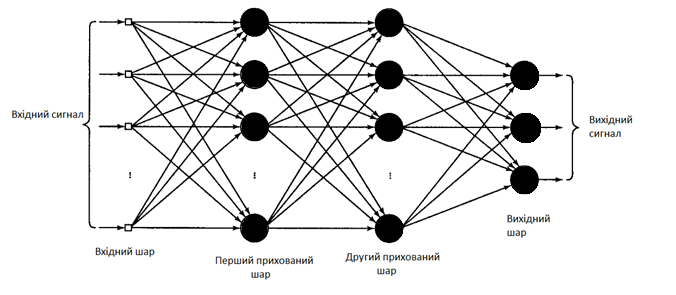 Вхідний сигнал
Вхідний шар
Перший прихований
шар
Другий прихований
шар
Вихідний
шар
Вихідний
сигнал